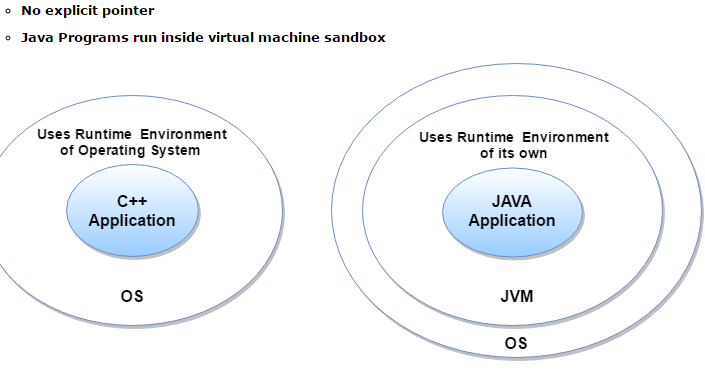 No explicit pointer
Java Programs run inside virtual machine sandbox
Uses Runtime Environment
of Operating System
C++
Application
OS
Uses Runtime Environment
of its own
JAVA
Application
JVM
OS